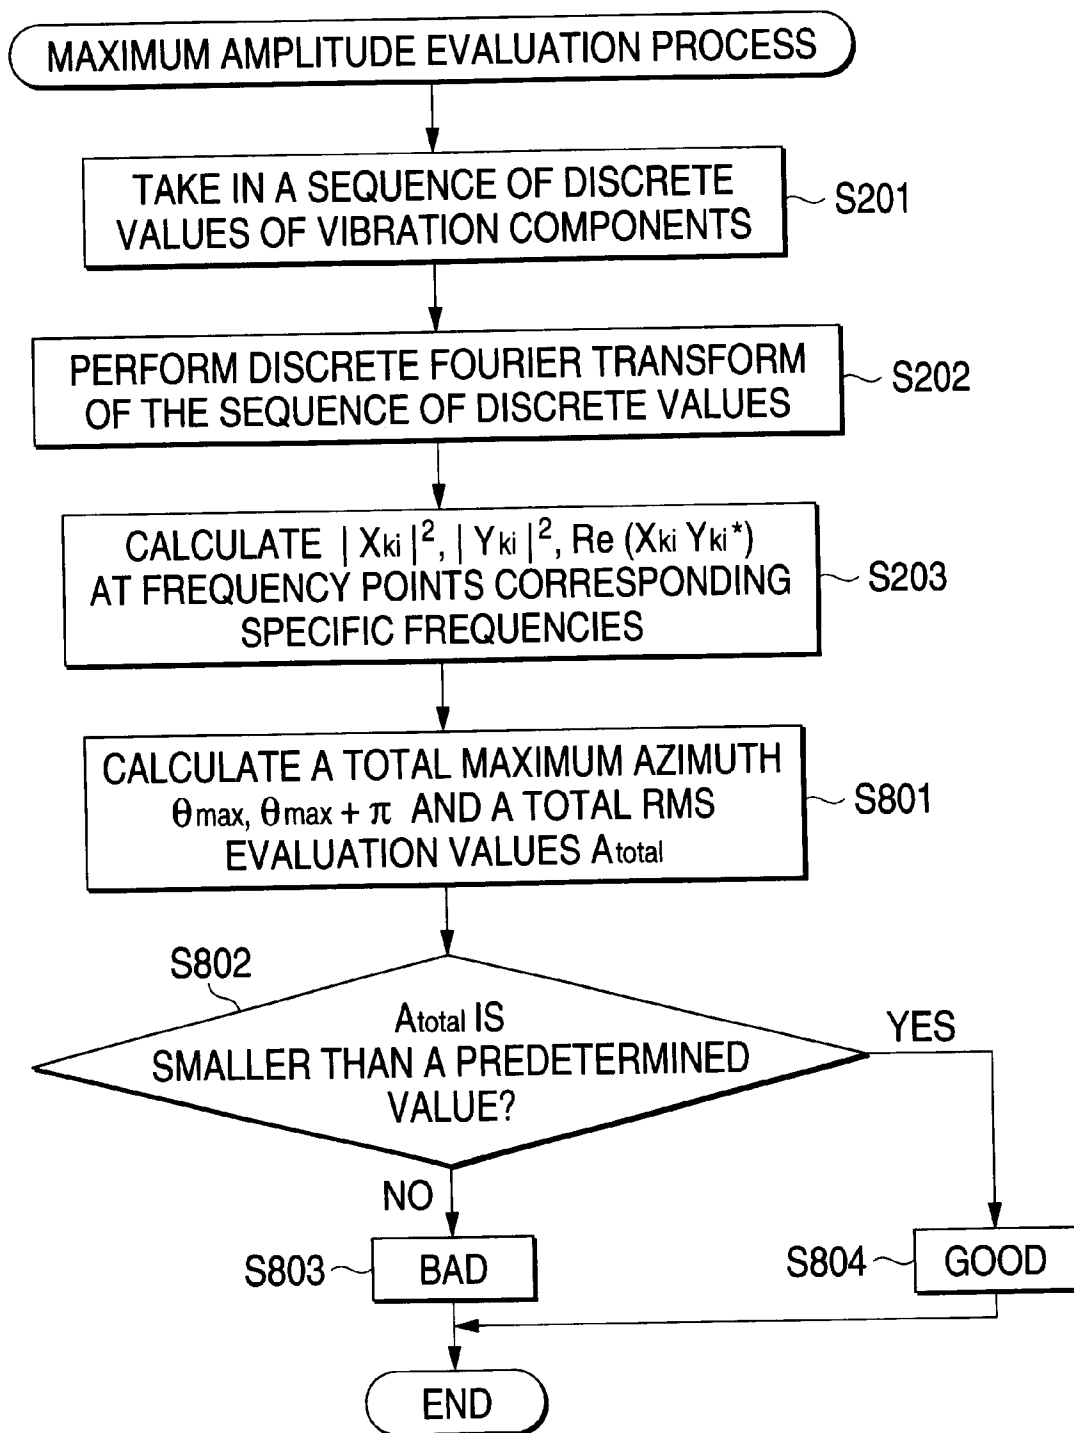 MAXIMUM AMPLITUDE EVALUATION PROCESS
TAKE IN A SEQUENCE OF DISCRETE
VALUES OF VIBRATION COMPONENTS
S201
PERFORM DISCRETE FOURIER TRANSFORM
OF THE SEQUENCE OF DISCRETE VALUES
S202
CALCULATE | Xki |², | Yki |², Re (Xki Yki*)
AT FREQUENCY POINTS CORRESPONDING
SPECIFIC FREQUENCIES
S203
CALCULATE A TOTAL MAXIMUM AZIMUTH
θmax, θmax + π AND A TOTAL RMS
EVALUATION VALUES Atotal
S801
S802
Atotal IS
SMALLER THAN A PREDETERMINED
VALUE?
YES
NO
S803
BAD
S804
GOOD
END